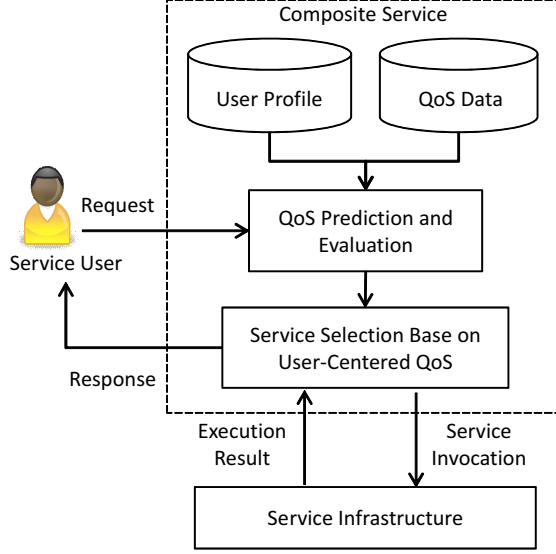 Composite Service
User Profile
QoS Data
Request
QoS Prediction and
Evaluation
Service User
Service Selection Base on
User-Centered QoS
Response
Execution
Result
Service
Invocation
Service Infrastructure